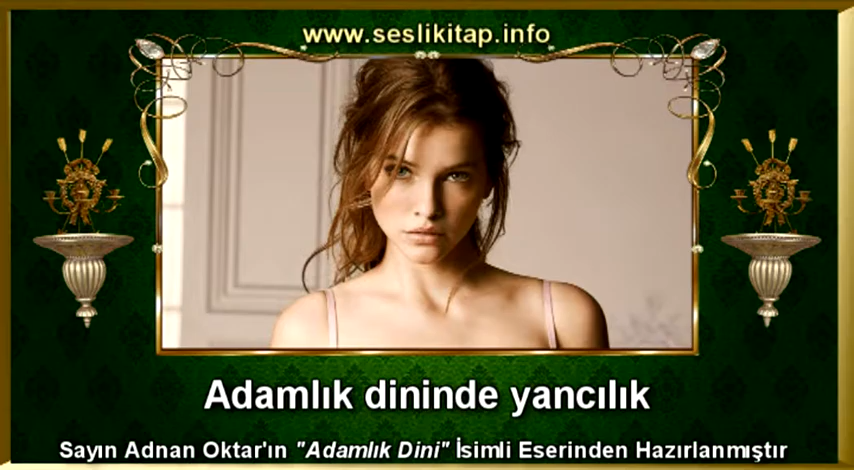 www.seslikitap.info
Adamlık dininde yancılık
Sayın Adnan Oktar'ın "Adamlık Dini" İsimli Eserinden Hazırlanmıştır